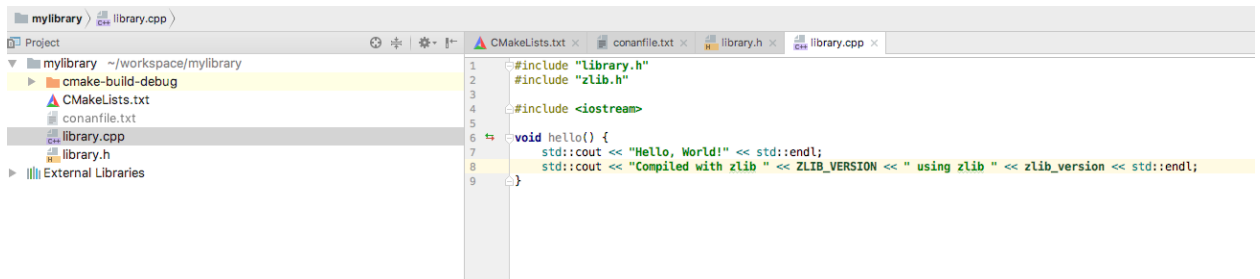 mylibrary library.cpp
Project
CMakeLists.txt conanfile.txt library.h library.cpp
mylibrary ~/workspace/mylibrary
cmake-build-debug
CMakeLists.txt
conanfile.txt
library.cpp
library.h
External Libraries
1 #include "library.h"
2 #include "zlib.h"
3
4 #include <iostream>
5
6 void hello() {
7 std::cout << "Hello, World!" << std::endl;
8 std::cout << "Compiled with zlib " << ZLIB_VERSION << " using zlib " << zlib_version << std::endl;
9 }